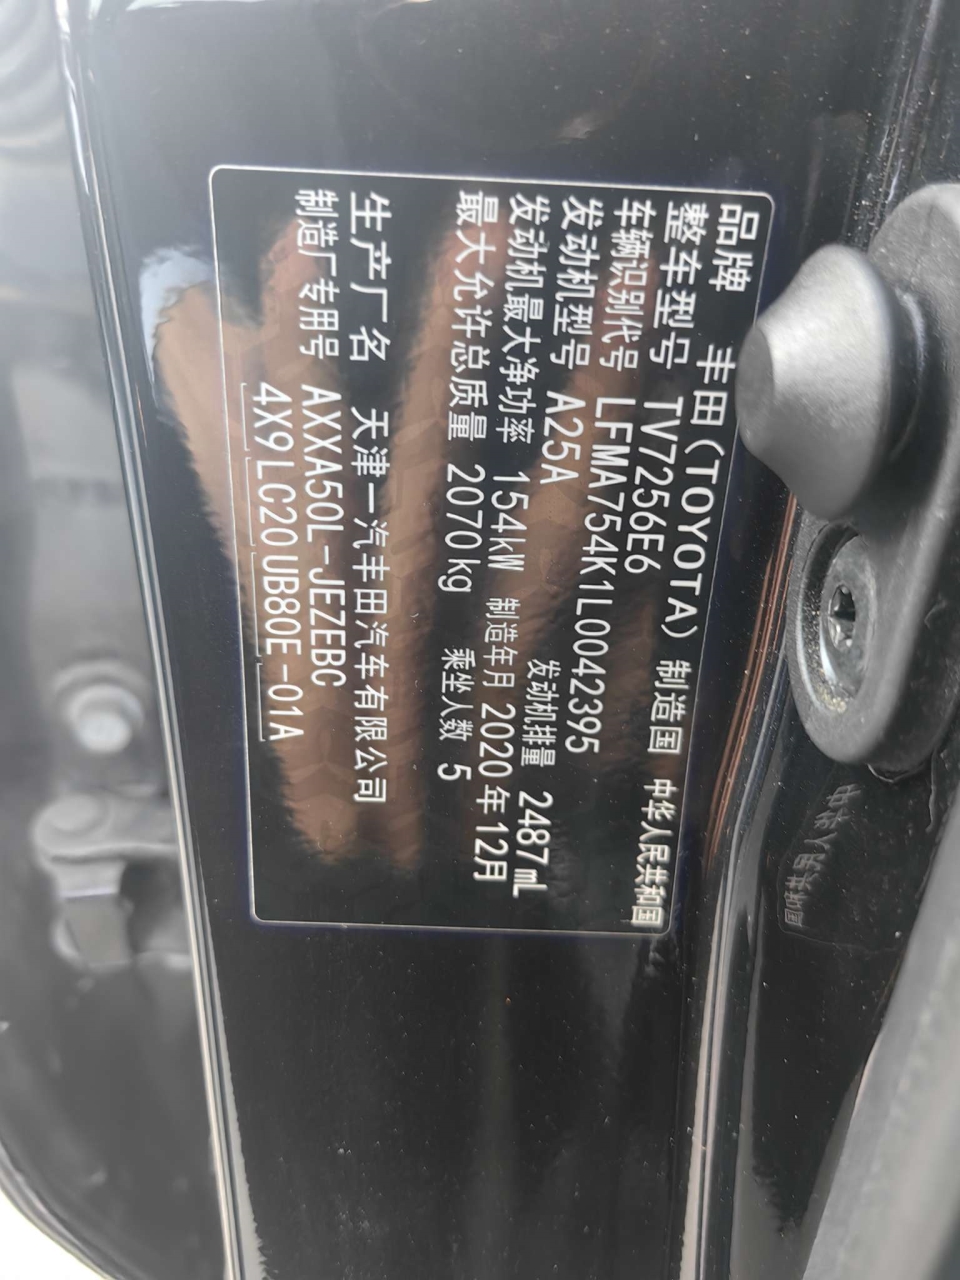 品牌 丰田(TOYOTA) 制造国 中华人民共和国
整车型号 TV7256E6
车辆识别代号 LFMA754K1L0042395
发动机型号 A25A 发动机排量 2487mL
发动机最大净功率 154kW 制造年月 2020年12月
最大允许总质量 2070kg 乘坐人数 5
生产厂名 天津一汽丰田汽车有限公司
制造厂专用号 AXXA50L-JEZEBC
4X9LC20UB80E-01A